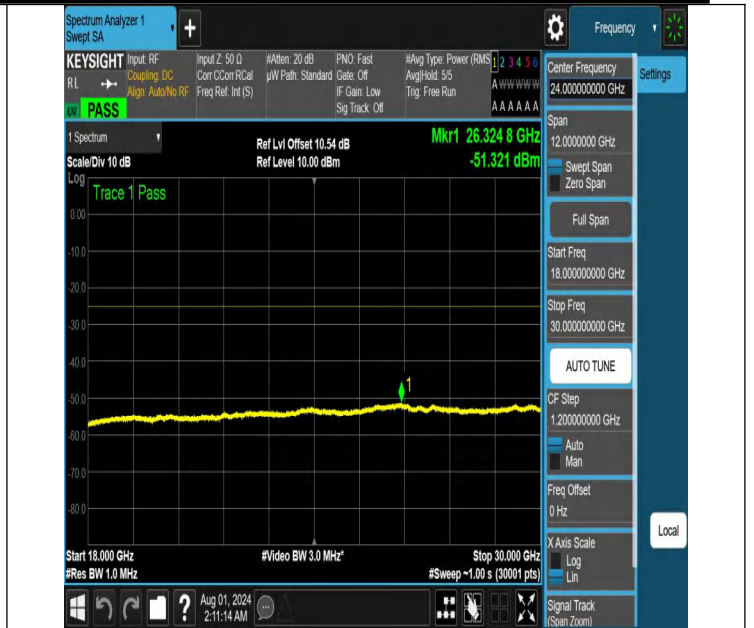 Spectrum Analyzer 1
Swept SA
+
Frequency
KEYSIGHT
RL
PASS
Input: RF
Coupling: DC
Align: Auto/No RF
Input Z: 50 Ω
Corr CCorr RCal
Freq Ref: Int (S)
#Atten: 20 dB
µW Path: Standard
PNO: Fast
Gate: Off
IF Gain: Low
Sig Track: Off
#Avg Type: Power (RMS
Avg|Hold: 5/5
Trig: Free Run
1 2 3 4 5 6
A W W W W W
A A A A A A
1 Spectrum
Scale/Div 10 dB
Log
Ref Lvl Offset 10.54 dB
Ref Level 10.00 dBm
Mkr1 26.324 8 GHz
-51.321 dBm
Trace 1 Pass
0.00
-10.0
-20.0
-30.0
-40.0
-50.0
-60.0
-70.0
-80.0
1
Start 18.000 GHz
#Res BW 1.0 MHz
#Video BW 3.0 MHz*
Stop 30.000 GHz
#Sweep ~1.00 s (30001 pts)
Center Frequency
24.000000000 GHz
Settings
Span
12.0000000 GHz
Swept Span
Zero Span
Full Span
Start Freq
18.000000000 GHz
Stop Freq
30.000000000 GHz
AUTO TUNE
CF Step
1.200000000 GHz
Auto
Man
Freq Offset
0 Hz
X Axis Scale
Log
Lin
Local
Signal Track
(Span Zoom)
?
Aug 01, 2024
2:11:14 AM